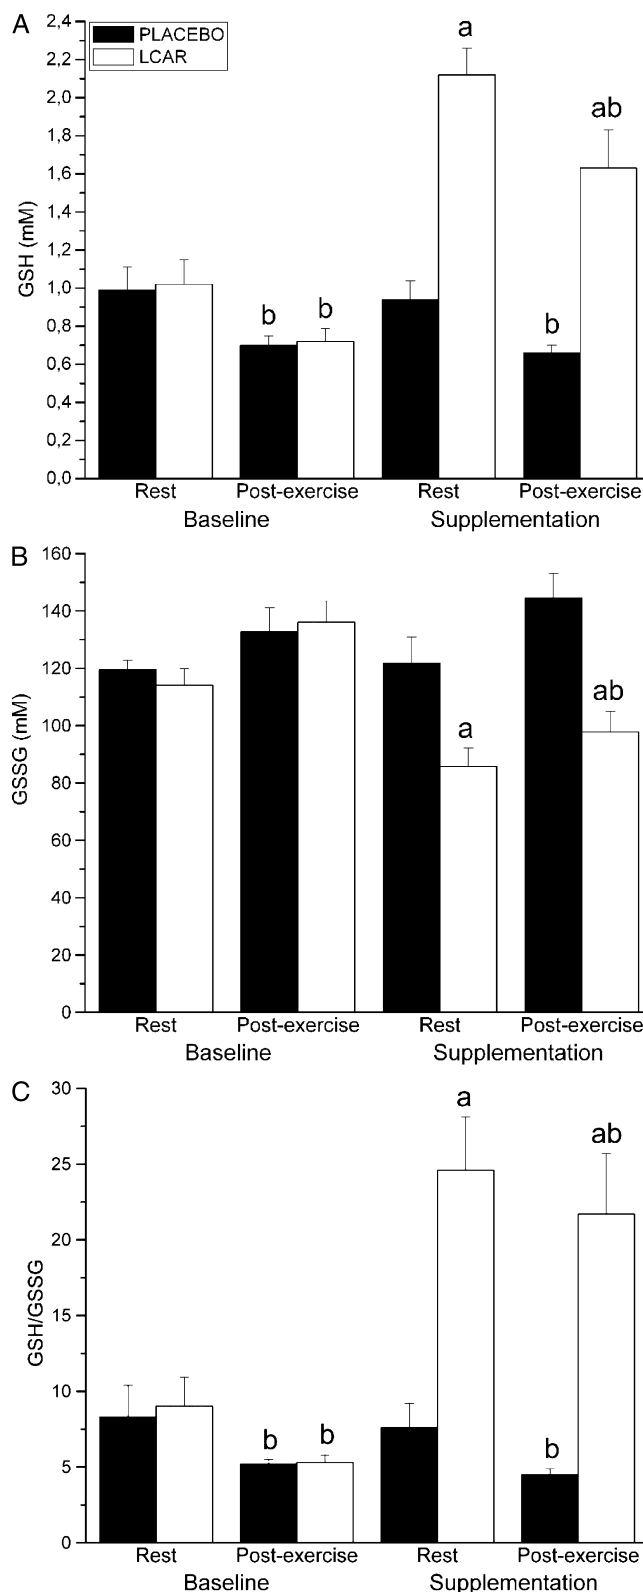 A
PLACEBO
LCAR
GSH (mM)
2,4
2,2
2,0
1,8
1,6
1,4
1,2
1,0
0,8
0,6
0,4
0,2
0,0
b b a b ab
Rest Post-exercise Rest Post-exercise
Baseline Supplementation
B
GSSG (mM)
160
140
120
100
80
60
40
20
0
a ab
Rest Post-exercise Rest Post-exercise
Baseline Supplementation
C
GSH/GSSG
30
25
20
15
10
5
0
b b a b ab
Rest Post-exercise Rest Post-exercise
Baseline Supplementation